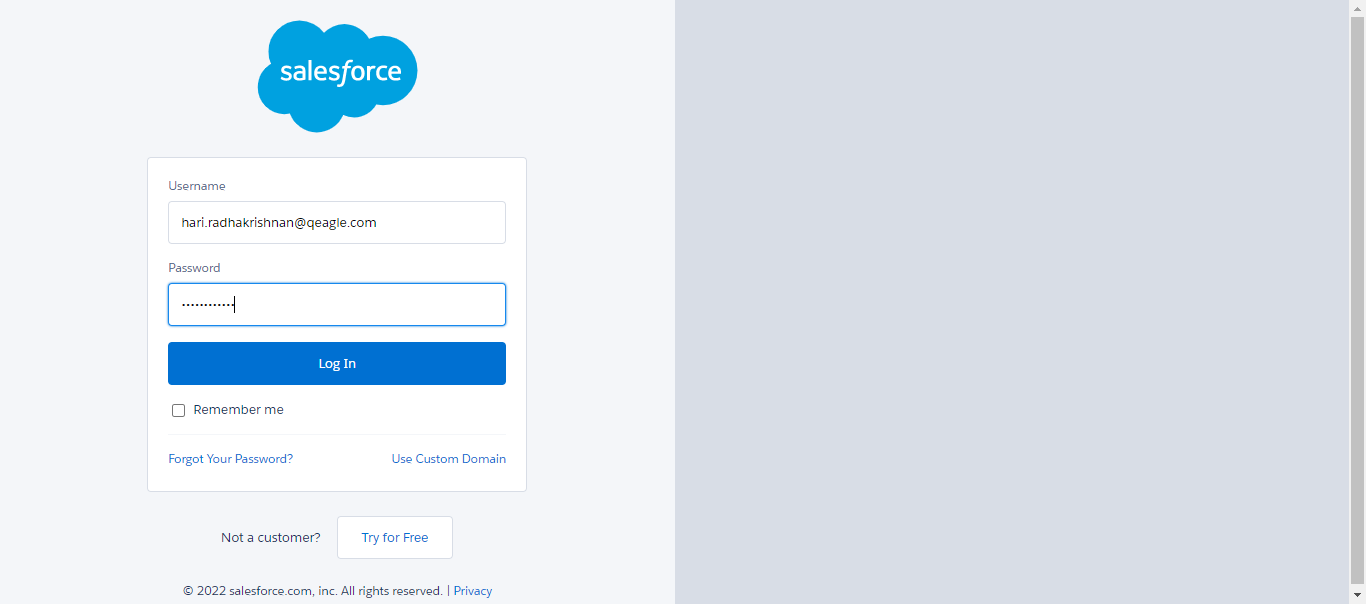 salesforce
Username
hari.radhakrishnan@qeagle.com
Password
••••••••••••
Log In
Remember me
Forgot Your Password? Use Custom Domain
Not a customer? Try for Free
© 2022 salesforce.com, inc. All rights reserved. | Privacy